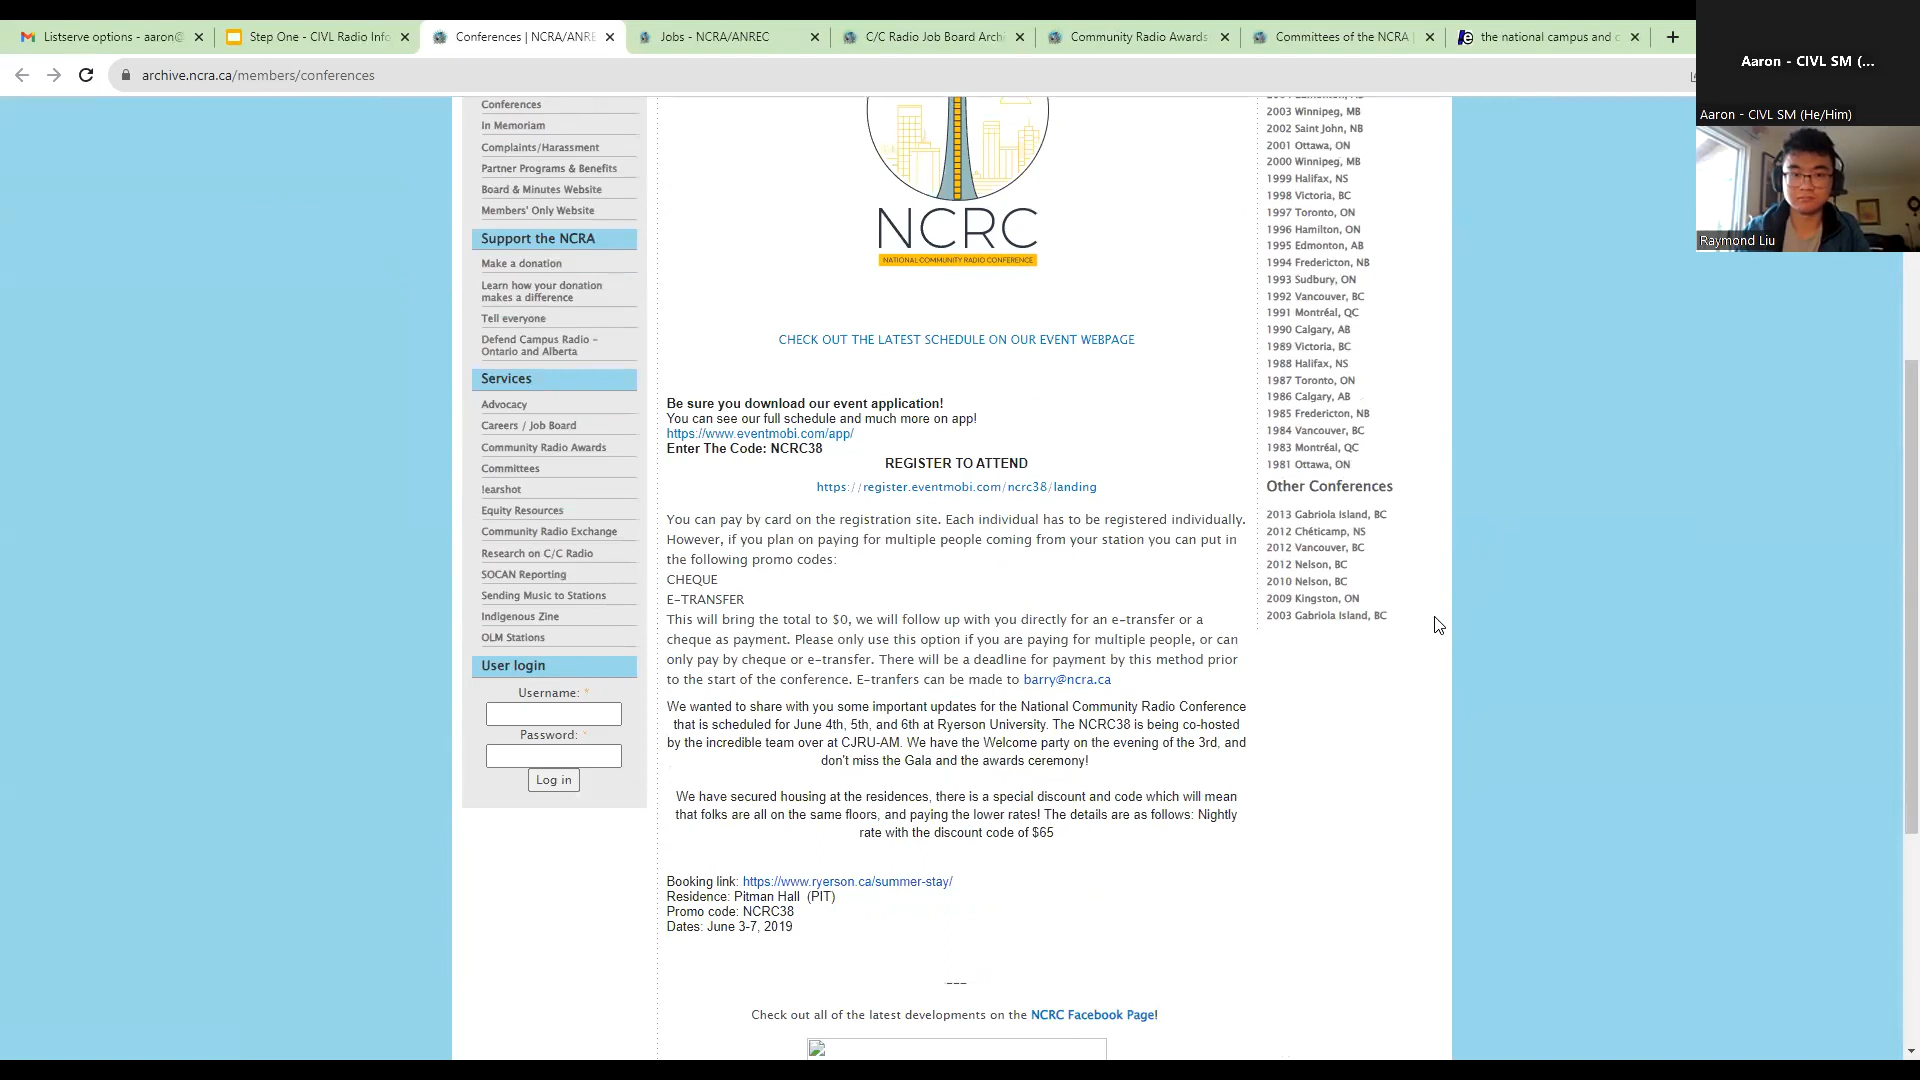 Listserve options - aaron@
Step One - CIVL Radio Info
Conferences | NCRA/ANRE
Jobs - NCRA/ANREC
C/C Radio Job Board Arch
Community Radio Awards
Committees of the NCRA |
the national campus and c
archive.ncra.ca/members/conferences
Aaron - CIVL SM (...
Aaron - CIVL SM (He/Him)
Raymond Liu
Conferences
In Memoriam
Complaints/Harassment
Partner Programs & Benefits
Board & Minutes Website
Members' Only Website
Support the NCRA
Make a donation
Learn how your donation
makes a difference
Tell everyone
Defend Campus Radio -
Ontario and Alberta
Services
Advocacy
Careers / Job Board
Community Radio Awards
Committees
!earshot
Equity Resources
Community Radio Exchange
Research on C/C Radio
SOCAN Reporting
Sending Music to Stations
Indigenous Zine
OLM Stations
User login
Username: *
Password: *
Log in
NCRC
NATIONAL COMMUNITY RADIO CONFERENCE
CHECK OUT THE LATEST SCHEDULE ON OUR EVENT WEBPAGE
Be sure you download our event application!
You can see our full schedule and much more on app!
https://www.eventmobi.com/app/
Enter The Code: NCRC38
REGISTER TO ATTEND
https://register.eventmobi.com/ncrc38/landing
You can pay by card on the registration site. Each individual has to be registered individually.
However, if you plan on paying for multiple people coming from your station you can put in
the following promo codes:
CHEQUE
E-TRANSFER
This will bring the total to $0, we will follow up with you directly for an e-transfer or a
cheque as payment. Please only use this option if you are paying for multiple people, or can
only pay by cheque or e-transfer. There will be a deadline for payment by this method prior
to the start of the conference. E-tranfers can be made to barry@ncra.ca
We wanted to share with you some important updates for the National Community Radio Conference
that is scheduled for June 4th, 5th, and 6th at Ryerson University. The NCRC38 is being co-hosted
by the incredible team over at CJRU-AM. We have the Welcome party on the evening of the 3rd, and
don't miss the Gala and the awards ceremony!
We have secured housing at the residences, there is a special discount and code which will mean
that folks are all on the same floors, and paying the lower rates! The details are as follows: Nightly
rate with the discount code of $65
Booking link: https://www.ryerson.ca/summer-stay/
Residence: Pitman Hall (PIT)
Promo code: NCRC38
Dates: June 3-7, 2019
---
Check out all of the latest developments on the NCRC Facebook Page!
2003 Winnipeg, MB
2002 Saint John, NB
2001 Ottawa, ON
2000 Winnipeg, MB
1999 Halifax, NS
1998 Victoria, BC
1997 Toronto, ON
1996 Hamilton, ON
1995 Edmonton, AB
1994 Fredericton, NB
1993 Sudbury, ON
1992 Vancouver, BC
1991 Montréal, QC
1990 Calgary, AB
1989 Victoria, BC
1988 Halifax, NS
1987 Toronto, ON
1986 Calgary, AB
1985 Fredericton, NB
1984 Vancouver, BC
1983 Montréal, QC
1981 Ottawa, ON
Other Conferences
2013 Gabriola Island, BC
2012 Chéticamp, NS
2012 Vancouver, BC
2012 Nelson, BC
2010 Nelson, BC
2009 Kingston, ON
2003 Gabriola Island, BC